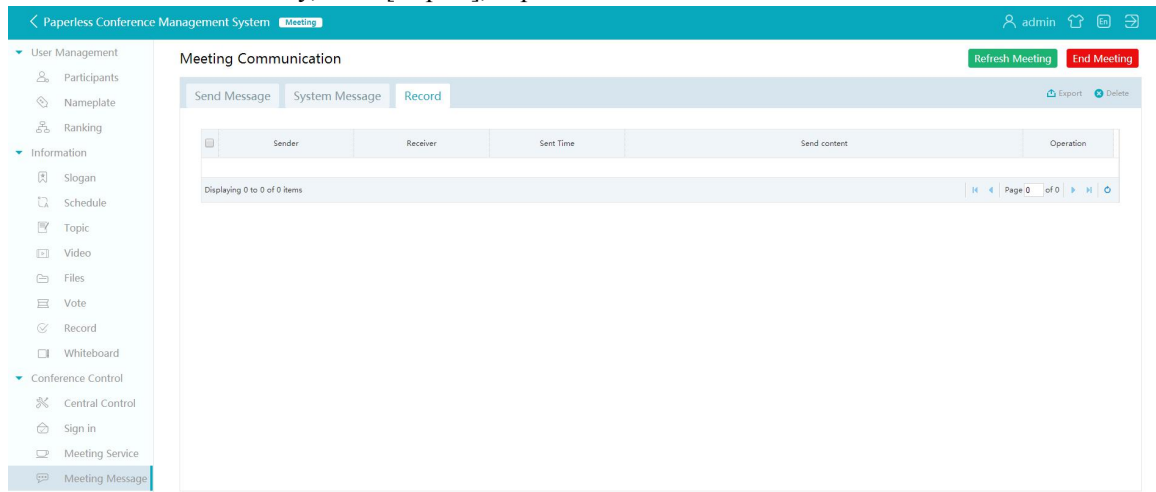 Paperless Conference Management System Meeting admin En
User Management
Participants
Nameplate
Ranking
Information
Slogan
Schedule
Topic
Video
Files
Vote
Record
Whiteboard
Conference Control
Central Control
Sign in
Meeting Service
Meeting Message
Meeting Communication
Refresh Meeting End Meeting
Send Message System Message Record Export Delete
Sender Receiver Sent Time Send content Operation
Displaying 0 to 0 of 0 items Page 0 of 0